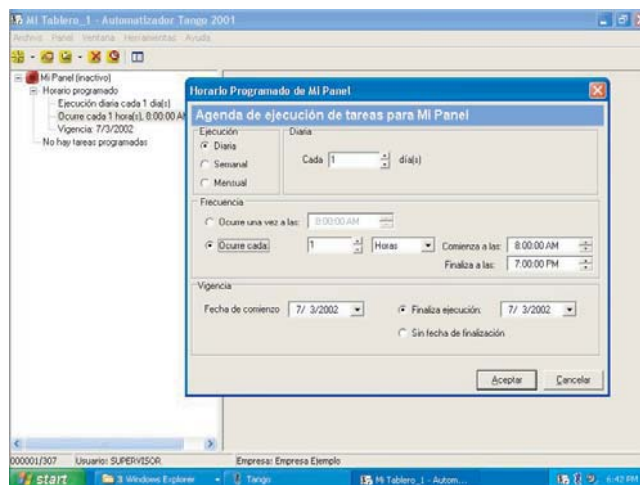 Mi Tablero_1 - Automatizador Tango 2001
Archivo Panel Ventana Herramientas Ayuda
Mi Panel (inactivo)
Horario programado
Ejecución diaria cada 1 día(s)
Ocurre cada 1 hora(s), 8:00:00 AM
Vigencia: 7/3/2002
No hay tareas programadas
Horario Programado de Mi Panel
Agenda de ejecución de tareas para Mi Panel
Ejecución
Diaria
Semanal
Mensual
Diaria
Cada 1 día(s)
Frecuencia
Ocurre una vez a las: 8:00:00 AM
Ocurre cada: 1 Horas Comienza a las: 8:00:00 AM
Finaliza a las: 7:00:00 PM
Vigencia
Fecha de comienzo 7/ 3/2002 Finaliza ejecución: 7/ 3/2002
Sin fecha de finalización
Aceptar Cancelar
000001/307 Usuario: SUPERVISOR Empresa: Empresa Ejemplo
start 3 Windows Explorer Tango Mi Tablero_1 - Autom... 6:42 PM